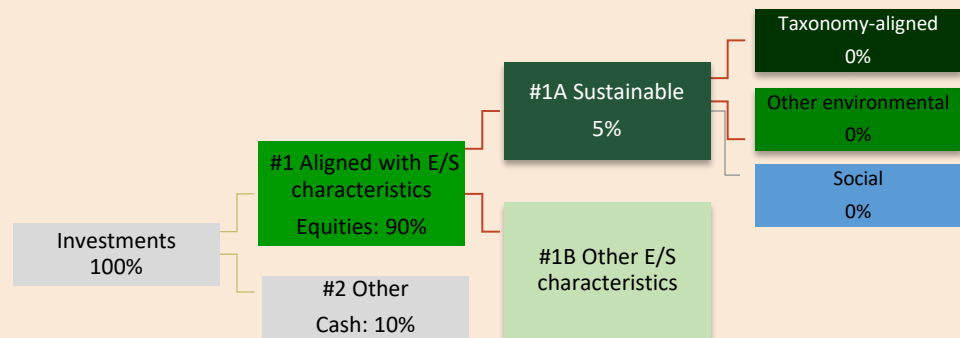 Investments
100%
#1 Aligned with E/S
characteristics
Equities: 90%
#2 Other
Cash: 10%
#1A Sustainable
5%
#1B Other E/S
characteristics
Taxonomy-aligned
0%
Other environmental
0%
Social
0%